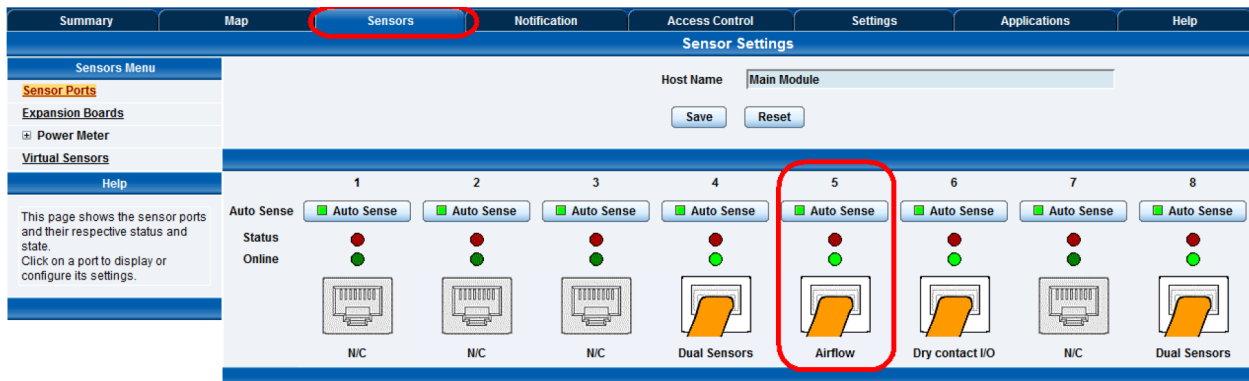 Summary Map Sensors Notification Access Control Settings Applications Help
Sensor Settings
Sensors Menu
Sensor Ports
Expansion Boards
Power Meter
Virtual Sensors
Help
This page shows the sensor ports
and their respective status and
state.
Click on a port to display or
configure its settings.
Host Name Main Module
Save Reset
1 2 3 4 5 6 7 8
Auto Sense Auto Sense Auto Sense Auto Sense Auto Sense Auto Sense Auto Sense Auto Sense Auto Sense
Status
Online
N/C N/C N/C Dual Sensors Airflow Dry contact I/O N/C Dual Sensors